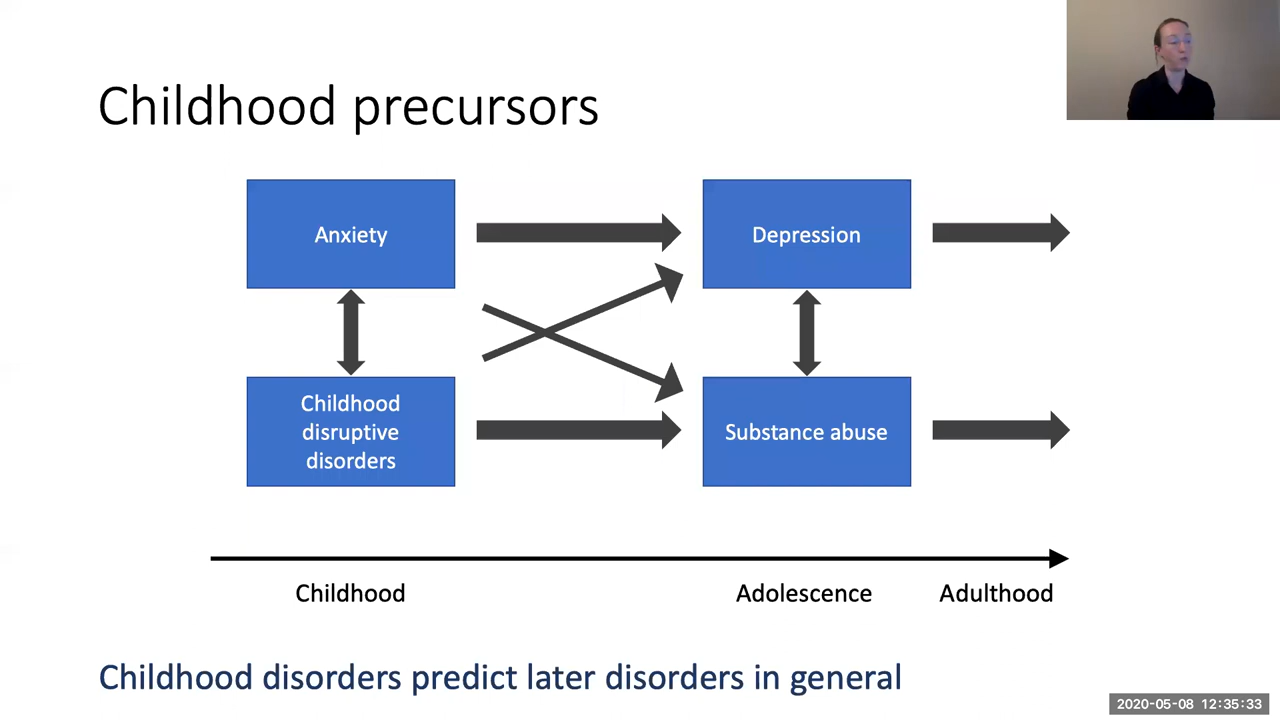 Childhood precursors
Anxiety
Depression
Childhood
disruptive
disorders
Substance abuse
Childhood
Adolescence
Adulthood
Childhood disorders predict later disorders in general
2020-05-08 12:35:33